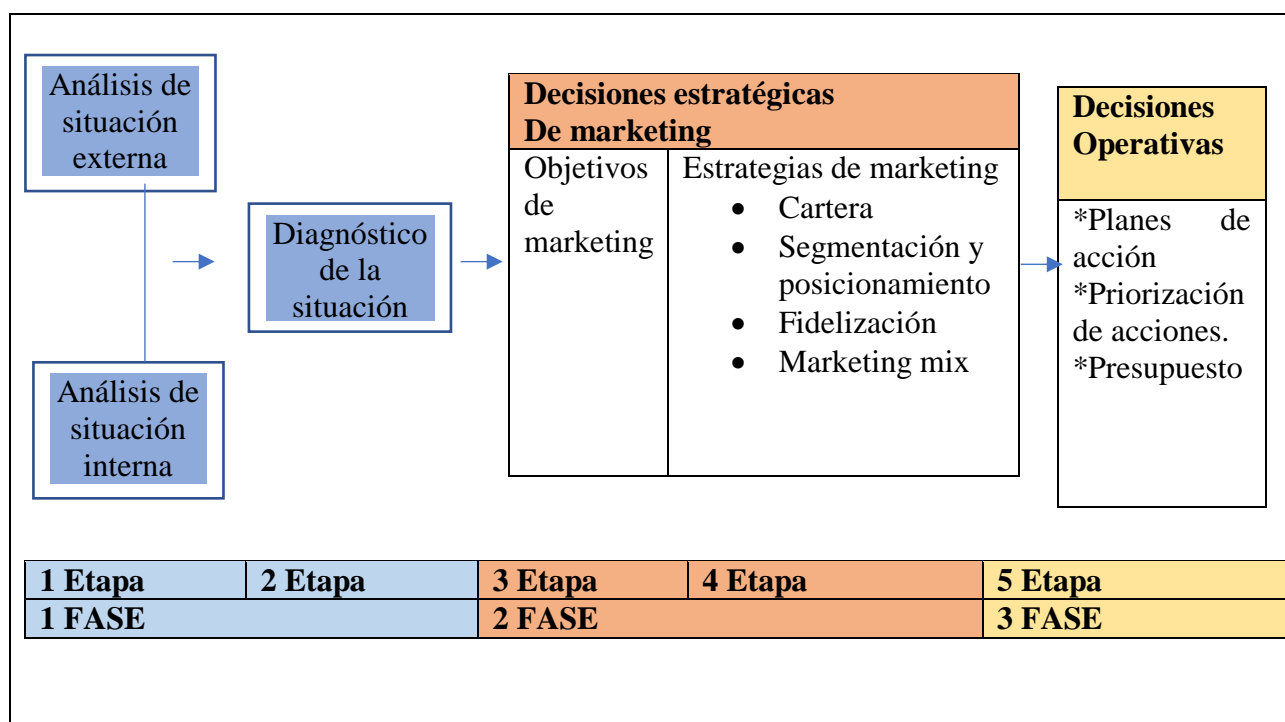 Análisis de
situación
externa
Análisis de
situación
interna
Diagnóstico
de la
situación
Decisiones estratégicas
De marketing
Objetivos
de
marketing
Estrategias de marketing
• Cartera
• Segmentación y
posicionamiento
• Fidelización
• Marketing mix
Decisiones
Operativas
*Planes de
acción
*Priorización
de acciones.
*Presupuesto
1 Etapa 2 Etapa 3 Etapa 4 Etapa 5 Etapa
1 FASE 2 FASE 3 FASE